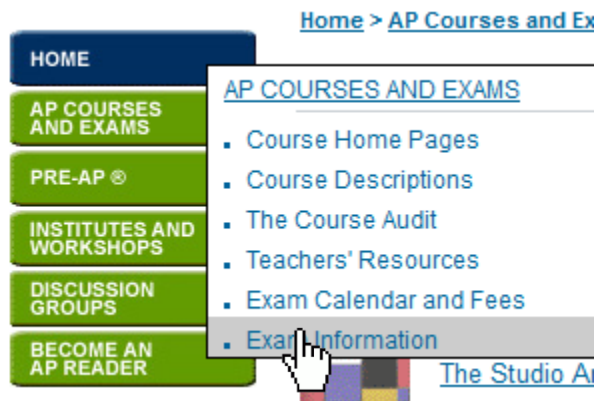 Home > AP Courses and
HOME
AP COURSES
AND EXAMS
PRE-AP ®
INSTITUTES AND
WORKSHOPS
DISCUSSION
GROUPS
BECOME AN
AP READER
AP COURSES AND EXAMS
Course Home Pages
Course Descriptions
The Course Audit
Teachers' Resources
Exam Calendar and Fees
Exam Information
The Studio